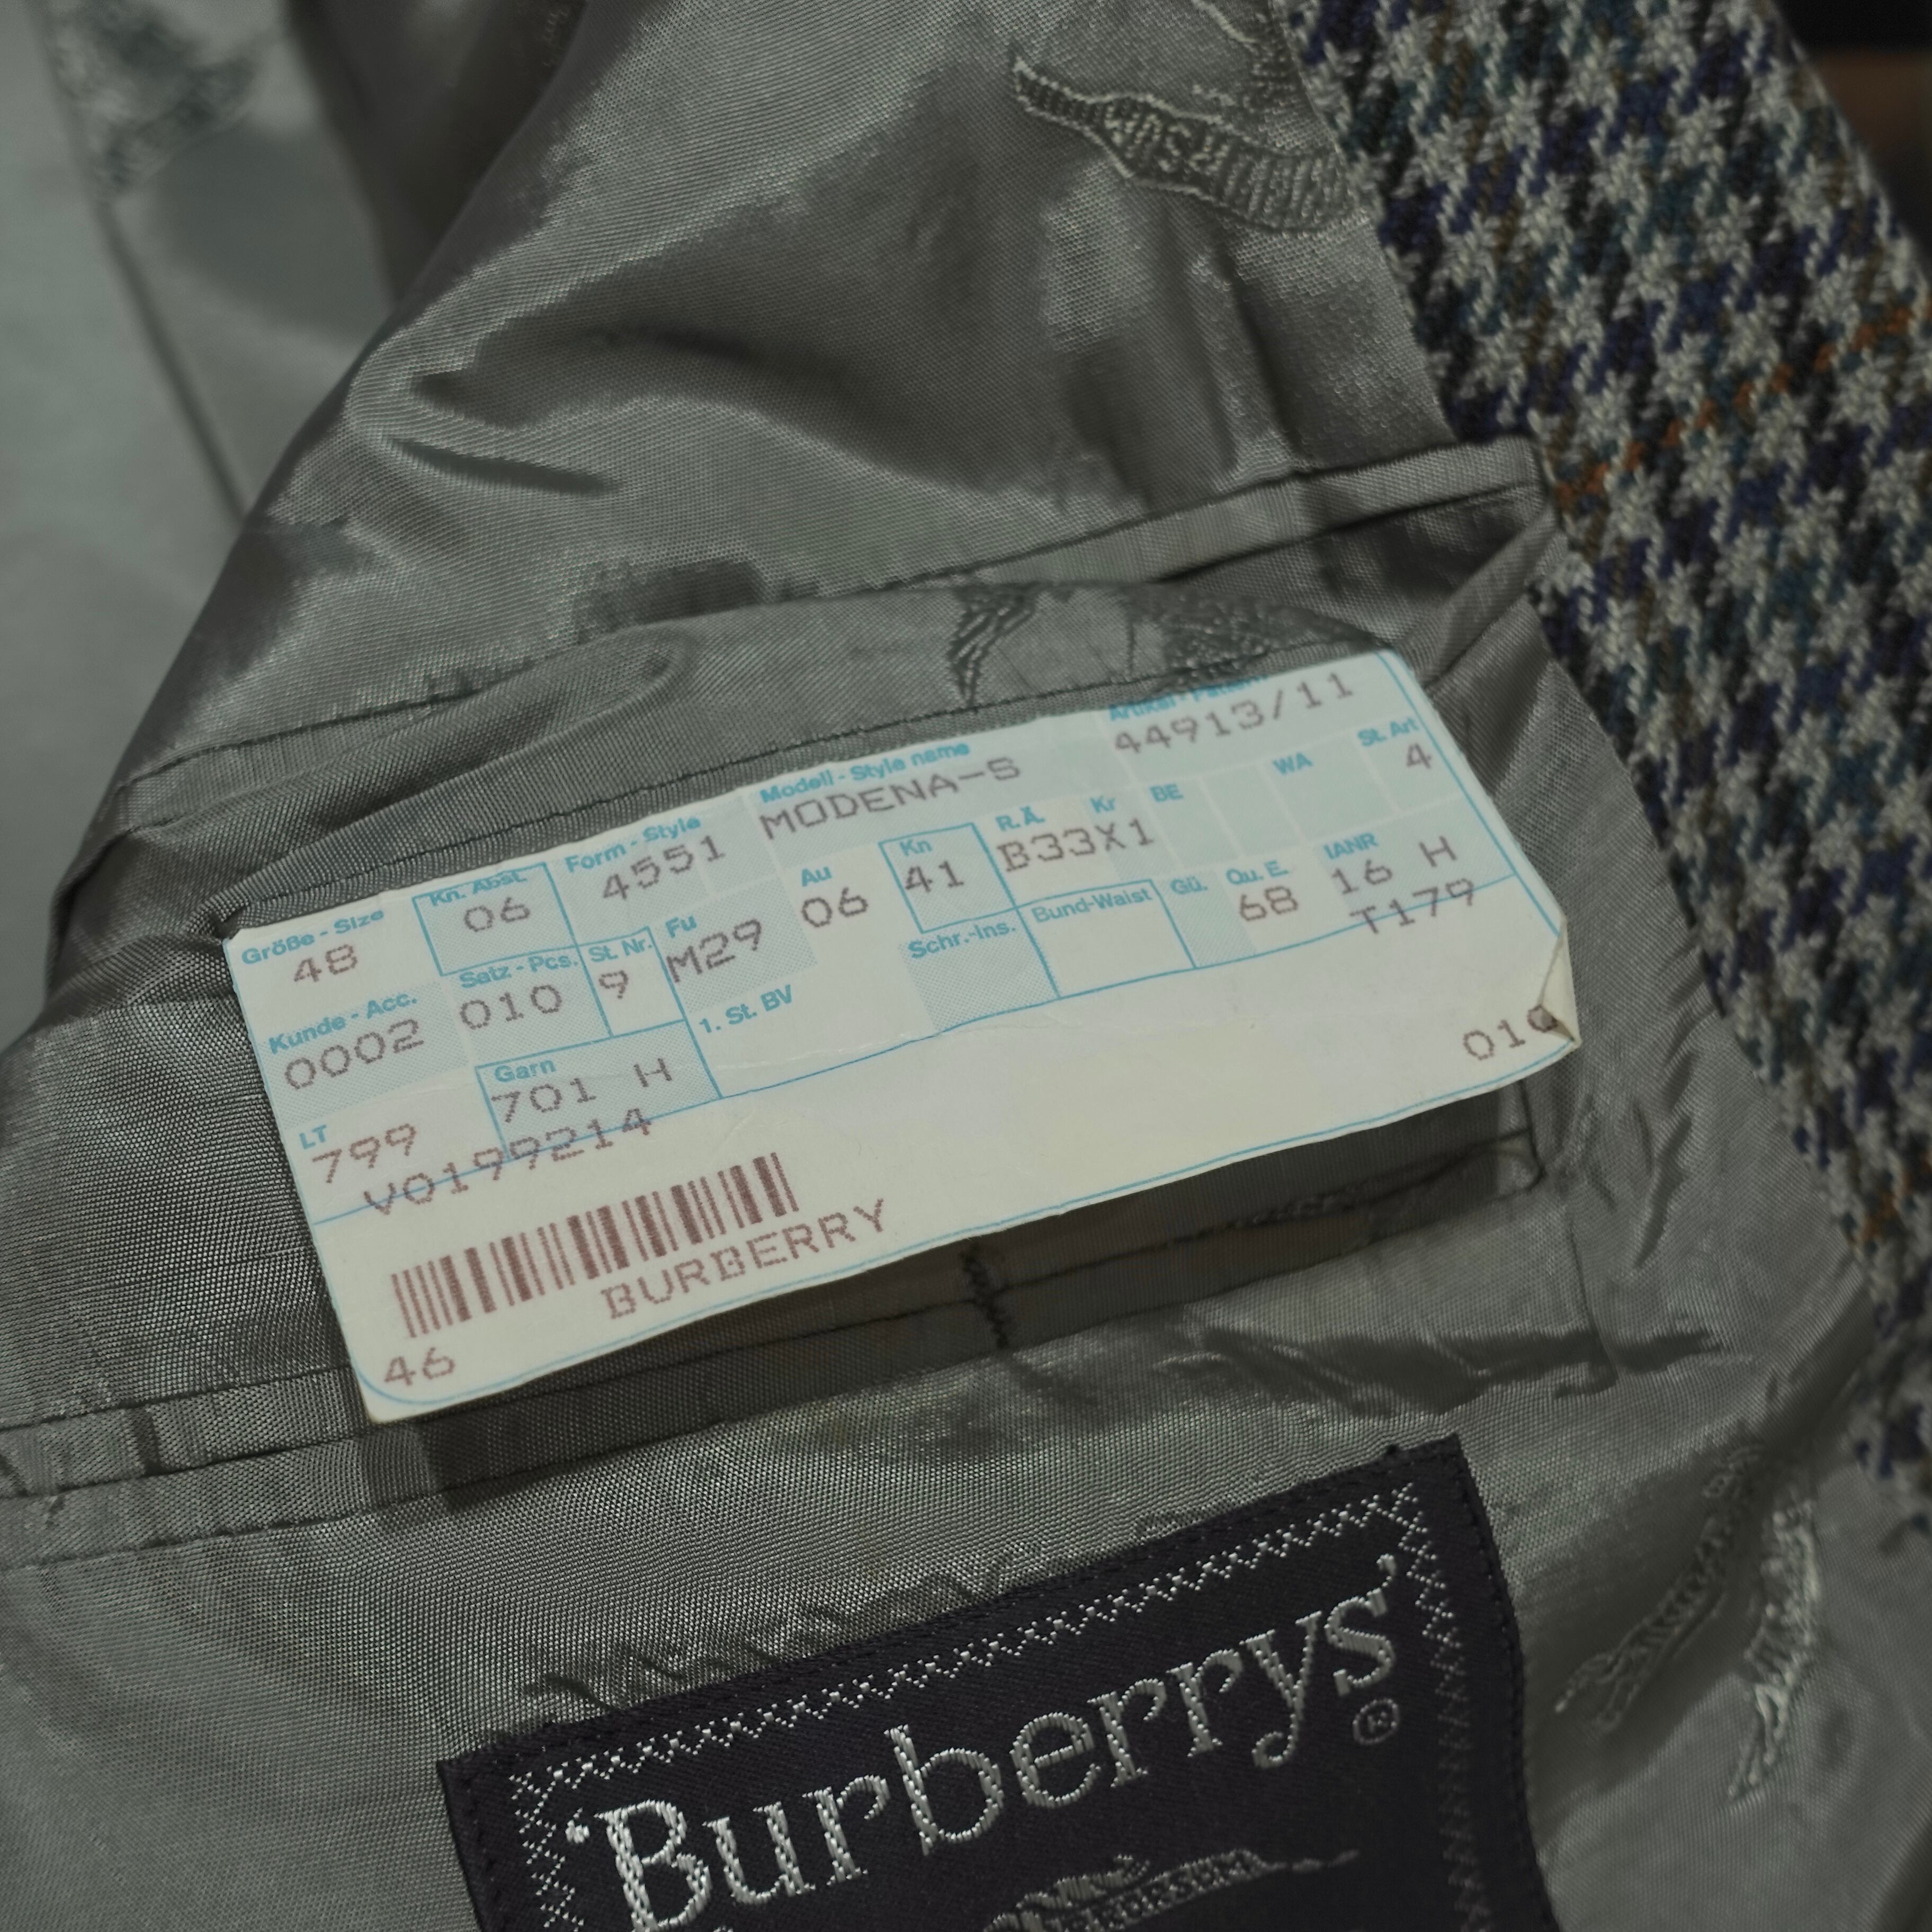 Größe - Size
Kn. Abst.
Form - Style
Modell - Style name
48
06
4551
MODENA-S
44913/11
Kunde - Acc.
Satz - Pcs.
St. Nr.
Fu
Au
Kn
R.Ä.
Kr
BE
WA
St. Art
0002
010
9
M29
06
41
B33X1
4
LT
Garn
1. St. BV
Schr.-Ins.
Bund-Waist
Gü.
Qu. E.
IANR
799
701 H
68
16 H
V0199214
T179
BURBERRY
46
'Burberrys'
®